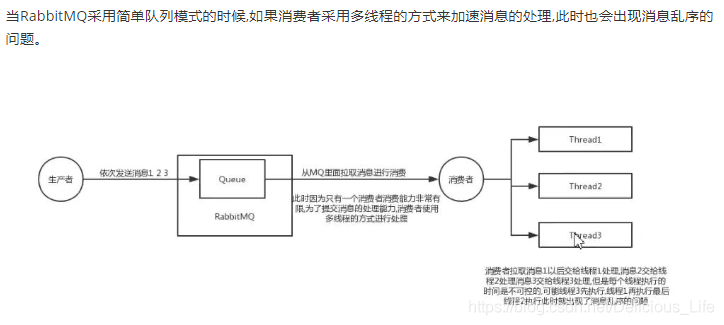 当RabbitMQ采用简单队列模式的时候,如果消费者采用多线程的方式来加速消息的处理,此时也会出现消息乱序的
问题。
生产者
依次发送消息1 2 3
Queue
RabbitMQ
从MQ里面拉取消息进行消费
此时因为只有一个消费者消费能力非常有
限,为了提交消息的处理能力,消费者使用
多线程的方式进行处理
消费者
Thread1
Thread2
Thread3
消费者拉取消息1以后交给线程1处理,消息2交给线
程2处理消息3交给线程3处理,但是每个线程执行的
时间是不可控的,可能线程3先执行,线程1再执行最后
线程2执行此时就出现了消息乱序的问题
https://blog.csdn.net/Delicious_Life